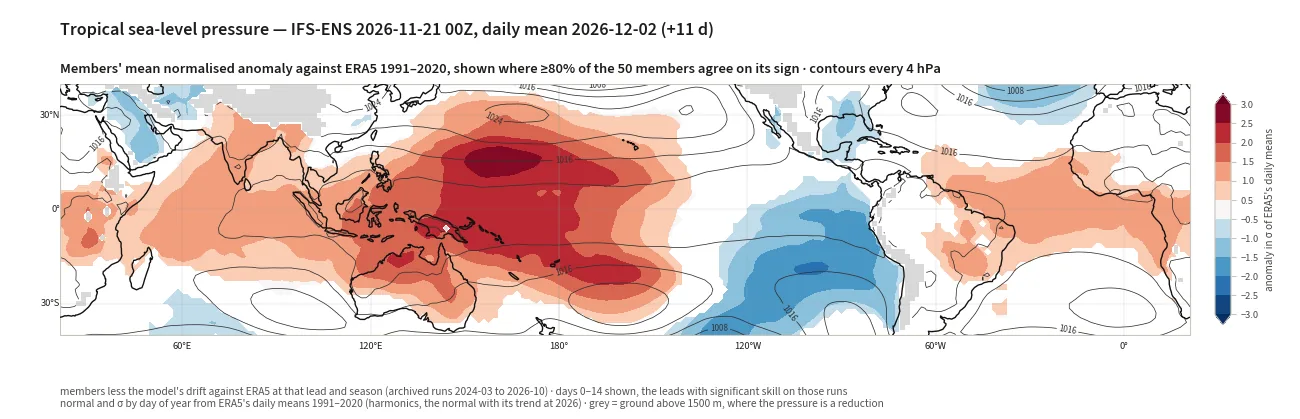 Tropical sea-level pressure — IFS-ENS 2026-11-21 00Z, daily mean 2026-12-02 (+11 d)
Members' mean normalised anomaly against ERA5 1991–2020, shown where ≥80% of the 50 members agree on its sign · contours every 4 hPa
30°N
0°
30°S
60°E
120°E
180°
120°W
60°W
0°
1016
1024
1016
1008
1024
1016
1016
1016
1016
1008
1016
1016
1016
1008
1016
1016
3.0
2.5
2.0
1.5
1.0
0.5
−0.5
−1.0
−1.5
−2.0
−2.5
−3.0
anomaly in σ of ERA5's daily means
members less the model's drift against ERA5 at that lead and season (archived runs 2024-03 to 2026-10) · days 0–14 shown, the leads with significant skill on those runs
normal and σ by day of year from ERA5's daily means 1991–2020 (harmonics, the normal with its trend at 2026) · grey = ground above 1500 m, where the pressure is a reduction